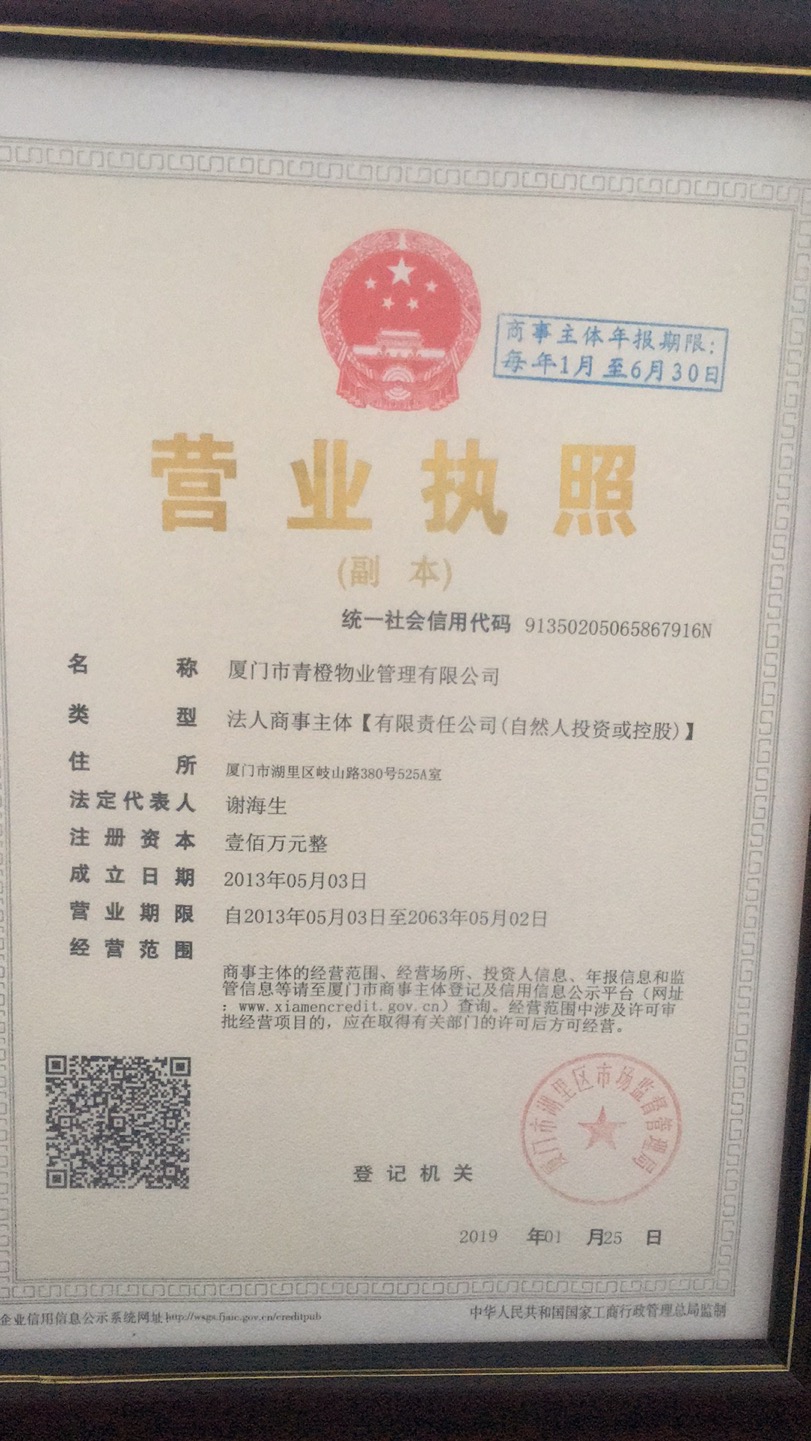 商事主体年报期限:
每年1月至6月30日
营业执照
(副本)
统一社会信用代码 91350205065867916N
名称 厦门市青橙物业管理有限公司
类型 法人商事主体【有限责任公司(自然人投资或控股)】
住所 厦门市湖里区岐山路380号525A室
法定代表人 谢海生
注册资本 壹佰万元整
成立日期 2013年05月03日
营业期限 自2013年05月03日至2063年05月02日
经营范围
商事主体的经营范围、经营场所、投资人信息、年报信息和监
管信息等请至厦门市商事主体登记及信用信息公示平台（网址
：www.xiamencredit.gov.cn）查询。经营范围中涉及许可审
批经营项目的，应在取得有关部门的许可后方可经营。
厦门市湖里区市场监督管理局
登记机关
2019 年01 月25 日
企业信用信息公示系统网址http://wsgs.fjaic.gov.cn/creditpub
中华人民共和国国家工商行政管理总局监制